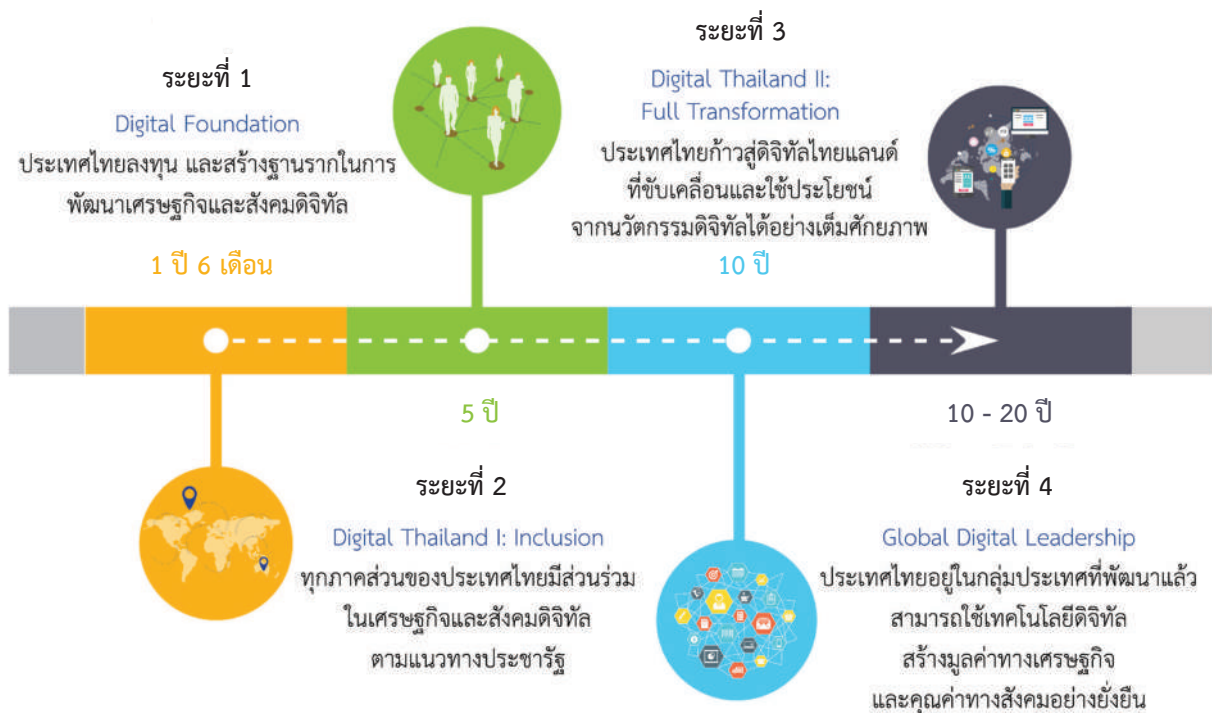 ระยะที่ 1
Digital Foundation
ประเทศไทยลงทุน และสร้างฐานรากในการ
พัฒนาเศรษฐกิจและสังคมดิจิทัล
1 ปี 6 เดือน
5 ปี
ระยะที่ 2
Digital Thailand I: Inclusion
ทุกภาคส่วนของประเทศไทยมีส่วนร่วม
ในเศรษฐกิจและสังคมดิจิทัล
ตามแนวทางประชารัฐ
ระยะที่ 3
Digital Thailand II:
Full Transformation
ประเทศไทยก้าวสู่ดิจิทัลไทยแลนด์
ที่ขับเคลื่อนและใช้ประโยชน์
จากนวัตกรรมดิจิทัลได้อย่างเต็มศักยภาพ
10 ปี
10 - 20 ปี
ระยะที่ 4
Global Digital Leadership
ประเทศไทยอยู่ในกลุ่มประเทศที่พัฒนาแล้ว
สามารถใช้เทคโนโลยีดิจิทัล
สร้างมูลค่าทางเศรษฐกิจ
และคุณค่าทางสังคมอย่างยั่งยืน